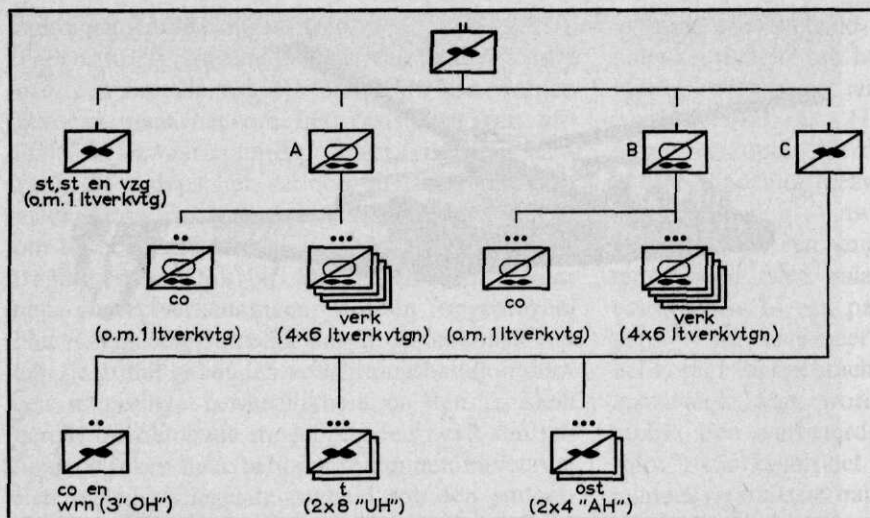 A
B
C
st,st en vzg
(o.m.1 ltverkvtg)
co
(o.m.1 ltverkvtg)
verk
(4x6 ltverkvtgn)
co
(o.m.1 ltverkvtg)
verk
(4x6 ltverkvtgn)
co en
wrn (3"OH")
t
(2x8 "UH")
ost
(2x4 "AH")